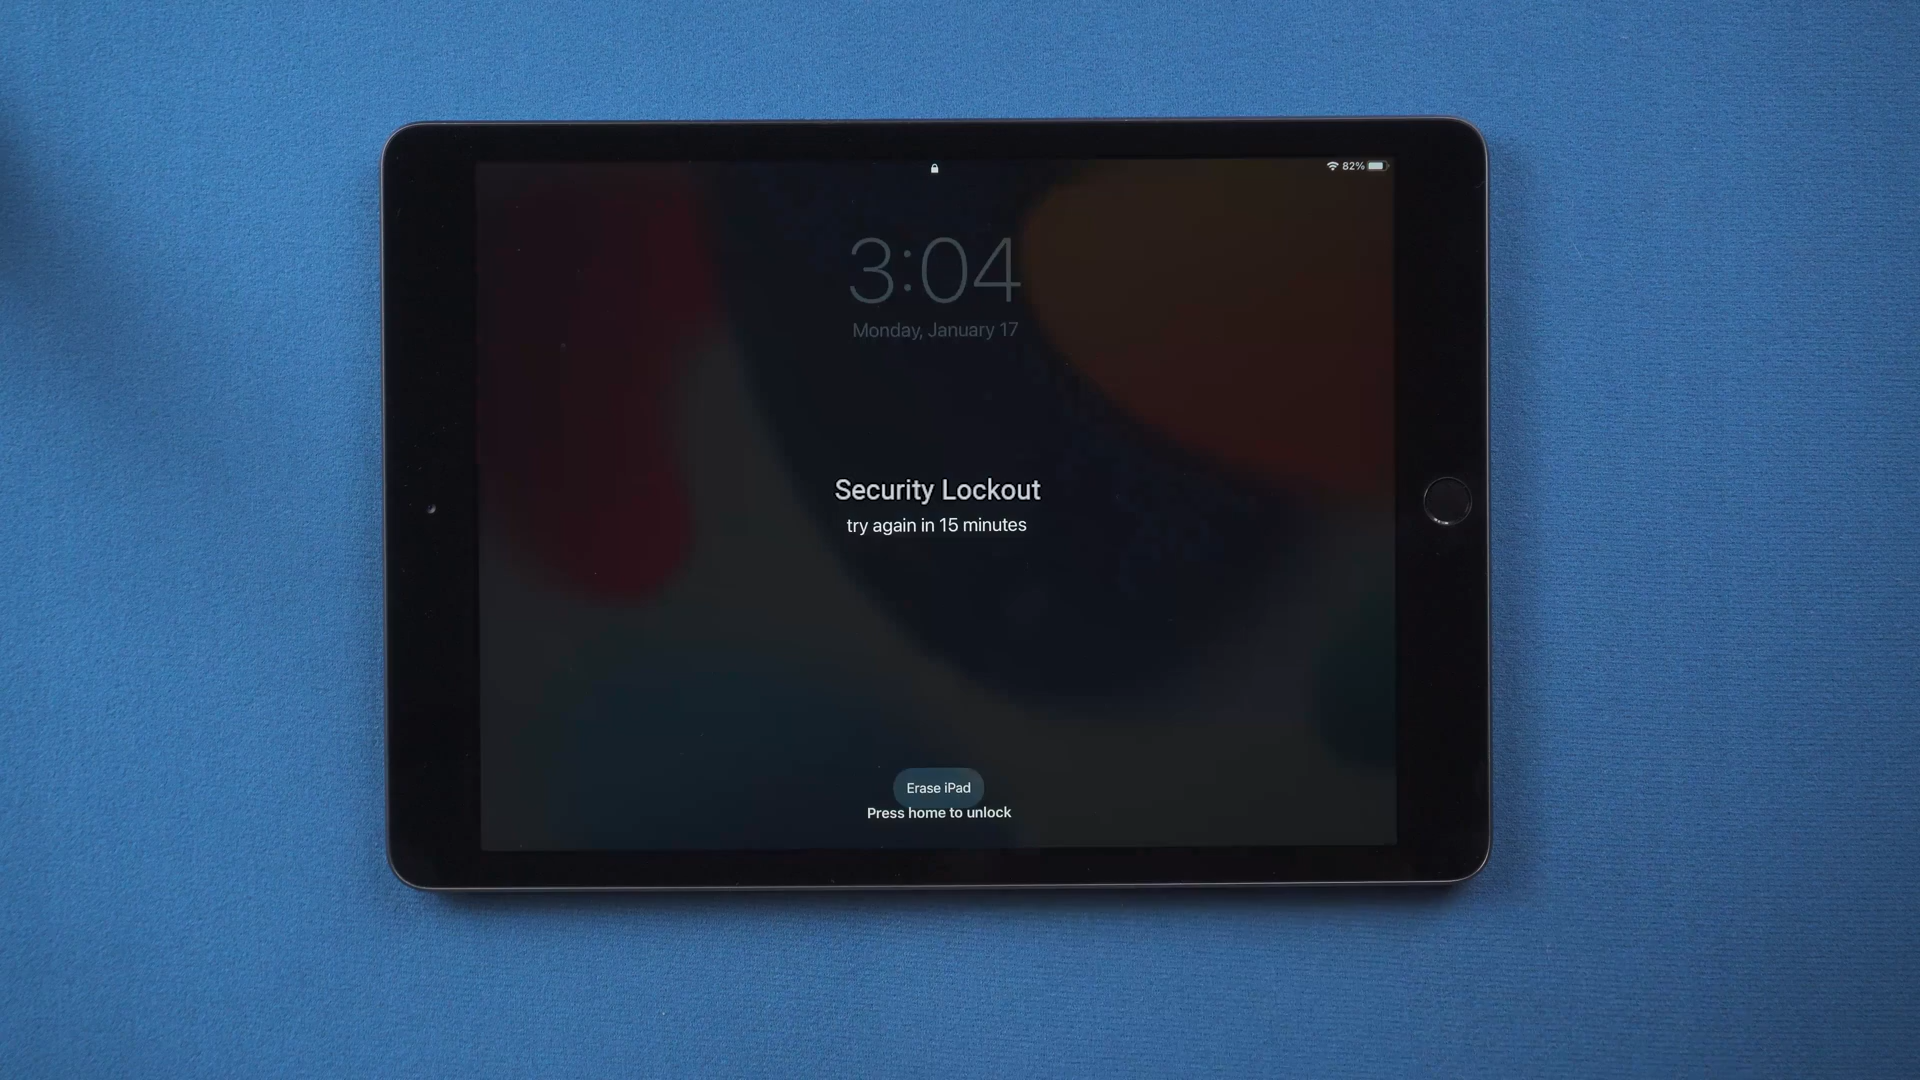 82%
3:04
Monday, January 17
Security Lockout
try again in 15 minutes
Erase iPad
Press home to unlock